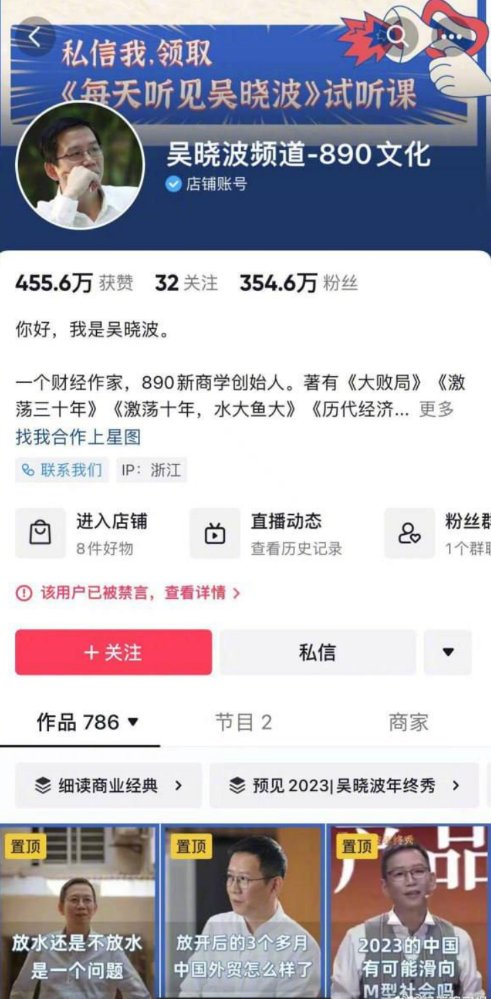 私信我,领取
《每天听见吴晓波》试听课
吴晓波频道-890文化
店铺账号
455.6万 获赞 32 关注 354.6万 粉丝
你好，我是吴晓波。
一个财经作家，890新商学创始人。著有《大败局》《激
荡三十年》《激荡十年，水大鱼大》《历代经济... 更多
找我合作上星图
联系我们 IP：浙江
进入店铺 直播动态 粉丝群
8件好物 查看历史记录 1个群
该用户已被禁言，查看详情 >
+关注 私信
作品 786 节目 2 商家
细读商业经典 > 预见2023|吴晓波年终秀 >
置顶 置顶 置顶
放水还是不放水 放开后的3个多月 2023的中国
是一个问题 中国外贸怎么样了 有可能滑向
M型社会吗